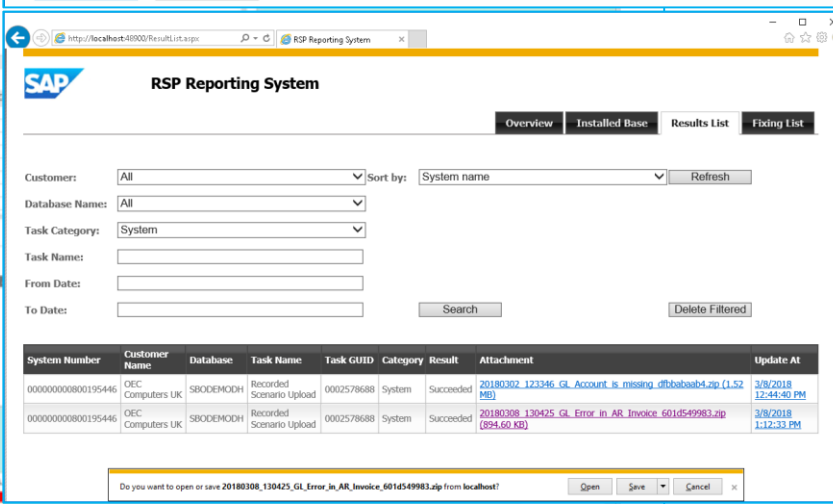 http://localhost:48900/ResultList.aspx
RSP Reporting System
SAP
RSP Reporting System
Overview Installed Base Results List Fixing List
Customer: All Sort by: System name Refresh
Database Name: All
Task Category: System
Task Name:
From Date:
To Date: Search Delete Filtered
System Number Customer Name Database Task Name Task GUID Category Result Attachment Update At
000000000800195446 OEC Computers UK SBODEMODH Recorded Scenario Upload 0002578688 System Succeeded 20180302_123346_GL_Account_is_missing_dfbbabaab4.zip (1.52 MB) 3/8/2018 12:44:40 PM
000000000800195446 OEC Computers UK SBODEMODH Recorded Scenario Upload 0002578688 System Succeeded 20180308_130425_GL_Error_in_AR_Invoice_601d549983.zip (894.60 KB) 3/8/2018 1:12:33 PM
Do you want to open or save 20180308_130425_GL_Error_in_AR_Invoice_601d549983.zip from localhost? Open Save Cancel